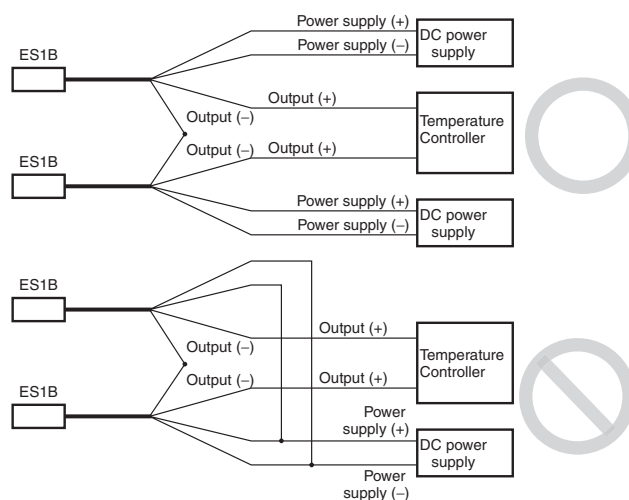 Power supply (+)
DC power
supply
Power supply (–)
ES1B
Output (+)
Output (–)
Temperature
Controller
Output (–)
Output (+)
ES1B
Power supply (+)
DC power
supply
Power supply (–)
ES1B
Output (+)
Output (–)
Temperature
Controller
Output (–)
Output (+)
ES1B
Power
supply (+)
DC power
supply
Power
supply (–)